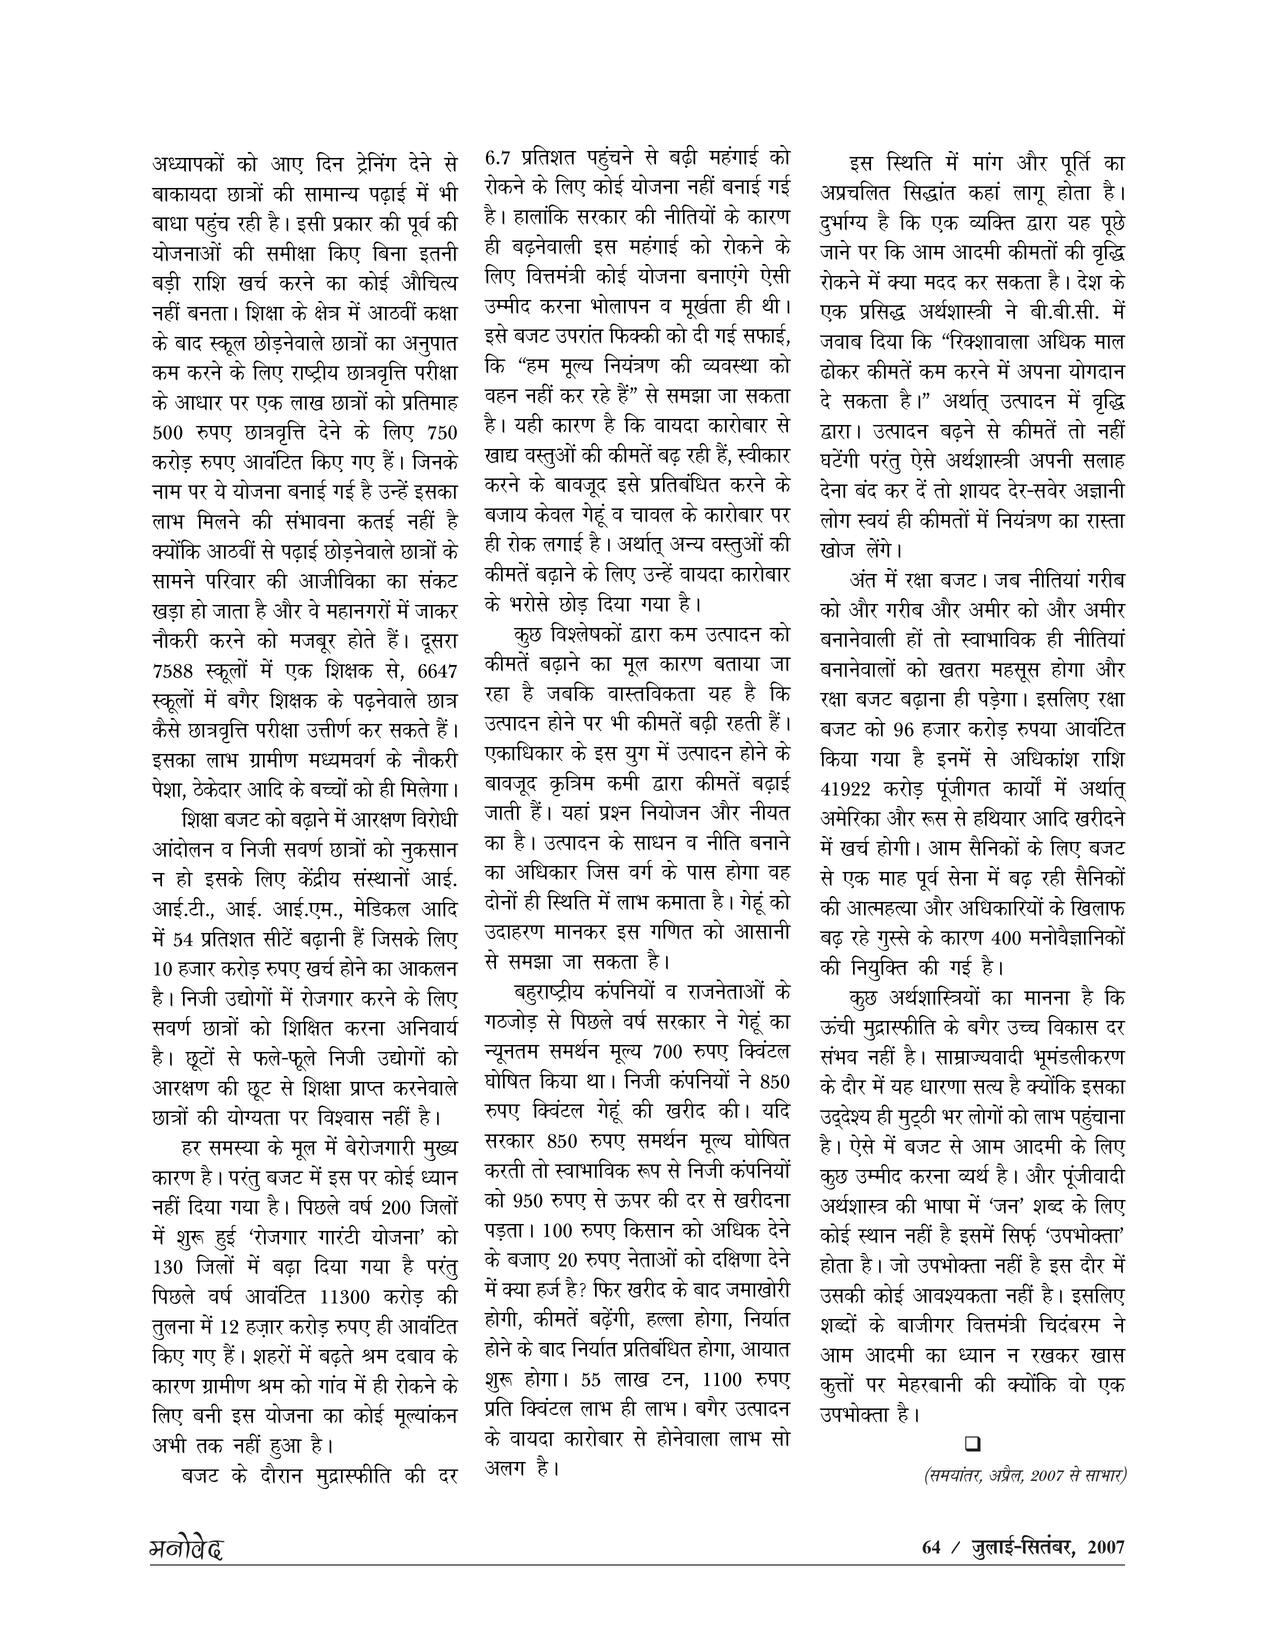 अध्यापकों को आए दिन ट्रेनिंग देने से
बाकायदा छात्रों की सामान्य पढ़ाई में भी
बाधा पहुंच रही है। इसी प्रकार की पूर्व की
योजनाओं की समीक्षा किए बिना इतनी
बड़ी राशि खर्च करने का कोई औचित्य
नहीं बनता। शिक्षा के क्षेत्र में आठवीं कक्षा
के बाद स्कूल छोड़नेवाले छात्रों का अनुपात
कम करने के लिए राष्ट्रीय छात्रवृत्ति परीक्षा
के आधार पर एक लाख छात्रों को प्रतिमाह
500 रुपए छात्रवृत्ति देने के लिए 750
करोड़ रुपए आवंटित किए गए हैं। जिनके
नाम पर ये योजना बनाई गई है उन्हें इसका
लाभ मिलने की संभावना कतई नहीं है
क्योंकि आठवीं से पढ़ाई छोड़नेवाले छात्रों के
सामने परिवार की आजीविका का संकट
खड़ा हो जाता है और वे महानगरों में जाकर
नौकरी करने को मजबूर होते हैं। दूसरा
7588 स्कूलों में एक शिक्षक से, 6647
स्कूलों में बगैर शिक्षक के पढ़नेवाले छात्र
कैसे छात्रवृत्ति परीक्षा उत्तीर्ण कर सकते हैं।
इसका लाभ ग्रामीण मध्यमवर्ग के नौकरी
पेशा, ठेकेदार आदि के बच्चों को ही मिलेगा।
शिक्षा बजट को बढ़ाने में आरक्षण विरोधी
आंदोलन व निजी सवर्ण छात्रों को नुकसान
न हो इसके लिए केंद्रीय संस्थानों आई.
आई.टी., आई. आई.एम., मेडिकल आदि
में 54 प्रतिशत सीटें बढ़ानी हैं जिसके लिए
10 हजार करोड़ रुपए खर्च होने का आकलन
है। निजी उद्योगों में रोजगार करने के लिए
सवर्ण छात्रों को शिक्षित करना अनिवार्य
है। छूटों से फले-फूले निजी उद्योगों को
आरक्षण की छूट से शिक्षा प्राप्त करनेवाले
छात्रों की योग्यता पर विश्वास नहीं है।
हर समस्या के मूल में बेरोजगारी मुख्य
कारण है। परंतु बजट में इस पर कोई ध्यान
नहीं दिया गया है। पिछले वर्ष 200 जिलों
में शुरू हुई ‘रोजगार गारंटी योजना’ को
130 जिलों में बढ़ा दिया गया है परंतु
पिछले वर्ष आवंटित 11300 करोड़ की
तुलना में 12 हज़ार करोड़ रुपए ही आवंटित
किए गए हैं। शहरों में बढ़ते श्रम दबाव के
कारण ग्रामीण श्रम को गांव में ही रोकने के
लिए बनी इस योजना का कोई मूल्यांकन
अभी तक नहीं हुआ है।
बजट के दौरान मुद्रास्फीति की दर
6.7 प्रतिशत पहुंचने से बढ़ी महंगाई को
रोकने के लिए कोई योजना नहीं बनाई गई
है। हालांकि सरकार की नीतियों के कारण
ही बढ़नेवाली इस महंगाई को रोकने के
लिए वित्तमंत्री कोई योजना बनाएंगे ऐसी
उम्मीद करना भोलापन व मूर्खता ही थी।
इसे बजट उपरांत फिक्की को दी गई सफाई,
कि “हम मूल्य नियंत्रण की व्यवस्था को
वहन नहीं कर रहे हैं” से समझा जा सकता
है। यही कारण है कि वायदा कारोबार से
खाद्य वस्तुओं की कीमतें बढ़ रही हैं, स्वीकार
करने के बावजूद इसे प्रतिबंधित करने के
बजाय केवल गेहूं व चावल के कारोबार पर
ही रोक लगाई है। अर्थात् अन्य वस्तुओं की
कीमतें बढ़ाने के लिए उन्हें वायदा कारोबार
के भरोसे छोड़ दिया गया है।
कुछ विश्लेषकों द्वारा कम उत्पादन को
कीमतें बढ़ाने का मूल कारण बताया जा
रहा है जबकि वास्तविकता यह है कि
उत्पादन होने पर भी कीमतें बढ़ी रहती हैं।
एकाधिकार के इस युग में उत्पादन होने के
बावजूद कृत्रिम कमी द्वारा कीमतें बढ़ाई
जाती हैं। यहां प्रश्न नियोजन और नीयत
का है। उत्पादन के साधन व नीति बनाने
का अधिकार जिस वर्ग के पास होगा वह
दोनों ही स्थिति में लाभ कमाता है। गेहूं को
उदाहरण मानकर इस गणित को आसानी
से समझा जा सकता है।
बहुराष्ट्रीय कंपनियों व राजनेताओं के
गठजोड़ से पिछले वर्ष सरकार ने गेहूं का
न्यूनतम समर्थन मूल्य 700 रुपए क्विंटल
घोषित किया था। निजी कंपनियों ने 850
रुपए क्विंटल गेहूं की खरीद की। यदि
सरकार 850 रुपए समर्थन मूल्य घोषित
करती तो स्वाभाविक रूप से निजी कंपनियों
को 950 रुपए से ऊपर की दर से खरीदना
पड़ता। 100 रुपए किसान को अधिक देने
के बजाए 20 रुपए नेताओं को दक्षिणा देने
में क्या हर्ज है? फिर खरीद के बाद जमाखोरी
होगी, कीमतें बढ़ेंगी, हल्ला होगा, निर्यात
होने के बाद निर्यात प्रतिबंधित होगा, आयात
शुरू होगा। 55 लाख टन, 1100 रुपए
प्रति क्विंटल लाभ ही लाभ। बगैर उत्पादन
के वायदा कारोबार से होनेवाला लाभ सो
अलग है।
इस स्थिति में मांग और पूर्ति का
अप्रचलित सिद्धांत कहां लागू होता है।
दुर्भाग्य है कि एक व्यक्ति द्वारा यह पूछे
जाने पर कि आम आदमी कीमतों की वृद्धि
रोकने में क्या मदद कर सकता है। देश के
एक प्रसिद्ध अर्थशास्त्री ने बी.बी.सी. में
जवाब दिया कि “रिक्शावाला अधिक माल
ढोकर कीमतें कम करने में अपना योगदान
दे सकता है।” अर्थात् उत्पादन में वृद्धि
द्वारा। उत्पादन बढ़ने से कीमतें तो नहीं
घटेंगी परंतु ऐसे अर्थशास्त्री अपनी सलाह
देना बंद कर दें तो शायद देर-सवेर अज्ञानी
लोग स्वयं ही कीमतों में नियंत्रण का रास्ता
खोज लेंगे।
अंत में रक्षा बजट। जब नीतियां गरीब
को और गरीब और अमीर को और अमीर
बनानेवाली हों तो स्वाभाविक ही नीतियां
बनानेवालों को खतरा महसूस होगा और
रक्षा बजट बढ़ाना ही पड़ेगा। इसलिए रक्षा
बजट को 96 हजार करोड़ रुपया आवंटित
किया गया है इनमें से अधिकांश राशि
41922 करोड़ पूंजीगत कार्यों में अर्थात्
अमेरिका और रूस से हथियार आदि खरीदने
में खर्च होगी। आम सैनिकों के लिए बजट
से एक माह पूर्व सेना में बढ़ रही सैनिकों
की आत्महत्या और अधिकारियों के खिलाफ
बढ़ रहे गुस्से के कारण 400 मनोवैज्ञानिकों
की नियुक्ति की गई है।
कुछ अर्थशास्त्रियों का मानना है कि
ऊंची मुद्रास्फीति के बगैर उच्च विकास दर
संभव नहीं है। साम्राज्यवादी भूमंडलीकरण
के दौर में यह धारणा सत्य है क्योंकि इसका
उद्देश्य ही मुट्ठी भर लोगों को लाभ पहुंचाना
है। ऐसे में बजट से आम आदमी के लिए
कुछ उम्मीद करना व्यर्थ है। और पूंजीवादी
अर्थशास्त्र की भाषा में ‘जन’ शब्द के लिए
कोई स्थान नहीं है इसमें सिर्फ़ ‘उपभोक्ता’
होता है। जो उपभोक्ता नहीं है इस दौर में
उसकी कोई आवश्यकता नहीं है। इसलिए
शब्दों के बाजीगर वित्तमंत्री चिदंबरम ने
आम आदमी का ध्यान न रखकर खास
कुत्तों पर मेहरबानी की क्योंकि वो एक
उपभोक्ता है।
❑
(समयांतर, अप्रैल, 2007 से साभार)
मनोवेद
64 / जुलाई-सितंबर, 2007